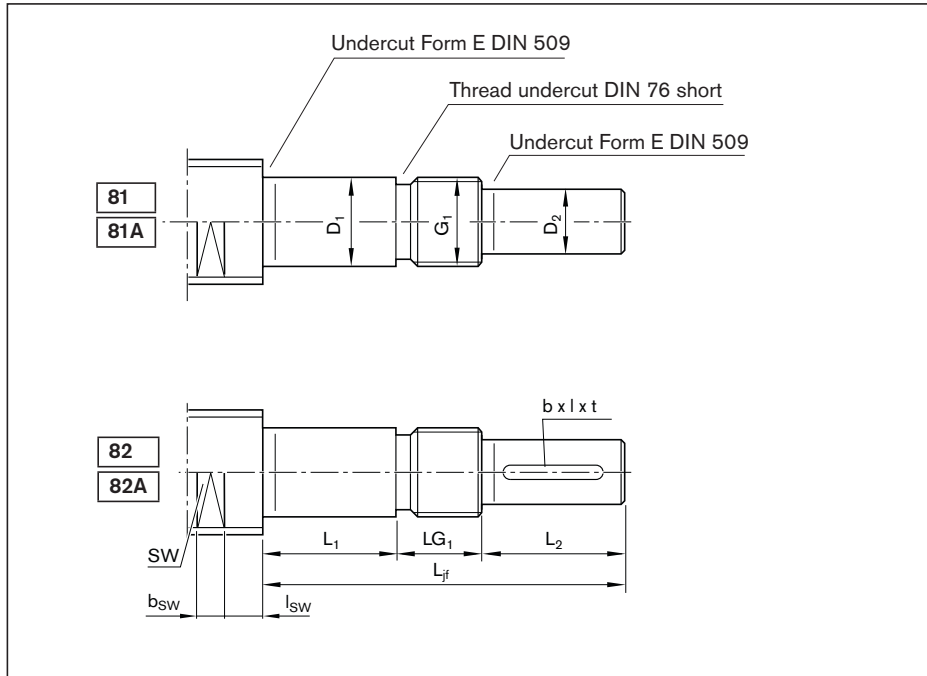 Undercut Form E DIN 509
Thread undercut DIN 76 short
Undercut Form E DIN 509
81
81A
D₁
G₁
D₂
b x l x t
82
82A
SW
L₁
LG₁
L₂
Ljf
bSW
lSW